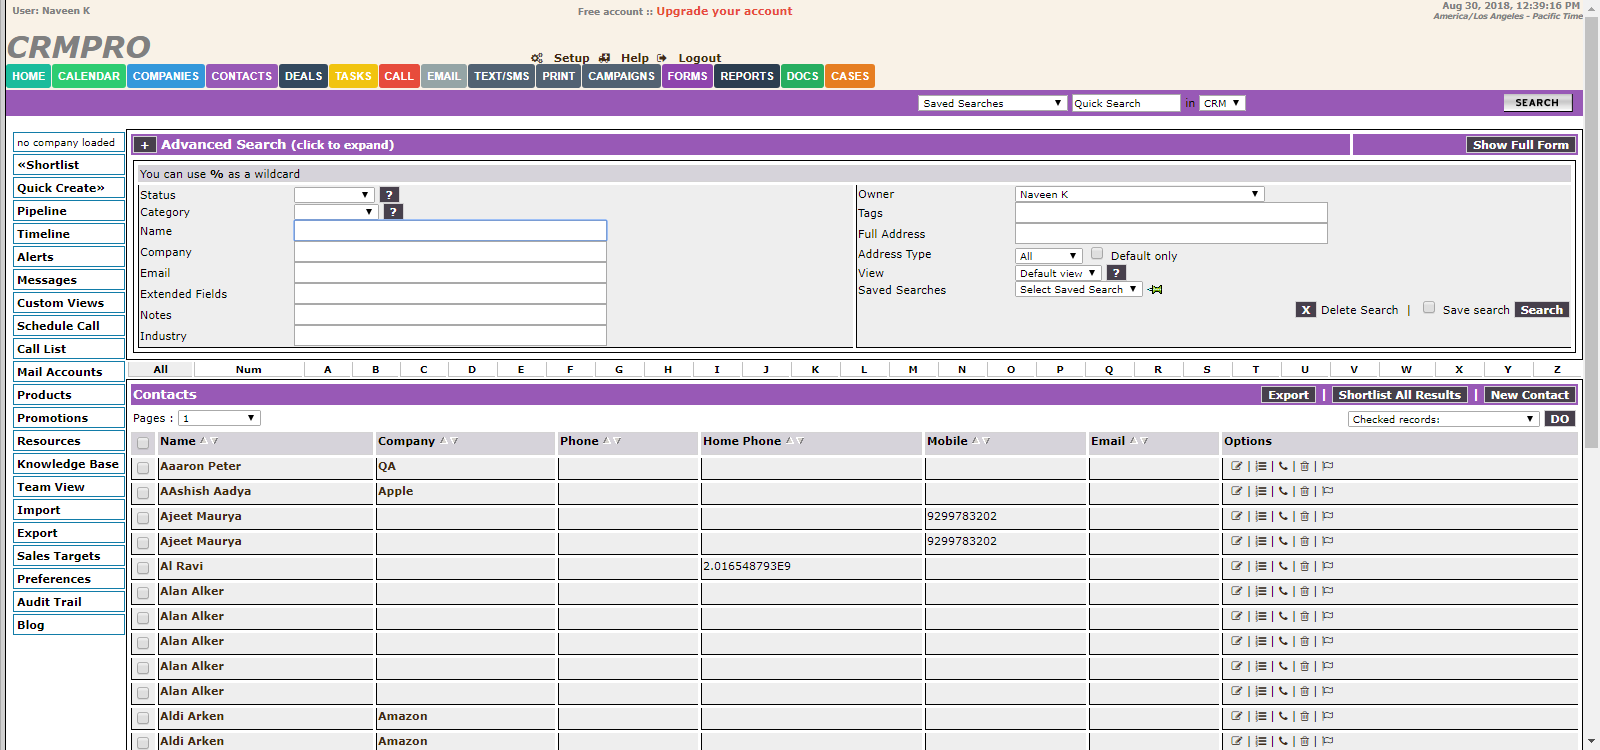 User: Naveen K
Free account :: Upgrade your account
Aug 30, 2018, 12:39:16 PM
America/Los Angeles - Pacific Time
CRMPRO
Setup Help Logout
HOME CALENDAR COMPANIES CONTACTS DEALS TASKS CALL EMAIL TEXT/SMS PRINT CAMPAIGNS FORMS REPORTS DOCS CASES
Saved Searches Quick Search in CRM SEARCH
no company loaded
«Shortlist
Quick Create»
Pipeline
Timeline
Alerts
Messages
Custom Views
Schedule Call
Call List
Mail Accounts
Products
Promotions
Resources
Knowledge Base
Team View
Import
Export
Sales Targets
Preferences
Audit Trail
Blog
+ Advanced Search (click to expand) Show Full Form
You can use % as a wildcard
Status ?
Category ?
Name
Company
Email
Extended Fields
Notes
Industry
Owner Naveen K
Tags
Full Address
Address Type All Default only
View Default view ?
Saved Searches Select Saved Search
X Delete Search | Save search Search
All Num A B C D E F G H I J K L M N O P Q R S T U V W X Y Z
Contacts Export | Shortlist All Results | New Contact
Pages : 1 Checked records: DO
Name Company Phone Home Phone Mobile Email Options
Aaaron Peter QA | | | |
AAshish Aadya Apple | | | |
Ajeet Maurya 9299783202 | | | |
Ajeet Maurya 9299783202 | | | |
Al Ravi 2.016548793E9 | | | |
Alan Alker | | | |
Alan Alker | | | |
Alan Alker | | | |
Alan Alker | | | |
Alan Alker | | | |
Aldi Arken Amazon | | | |
Aldi Arken Amazon | | | |